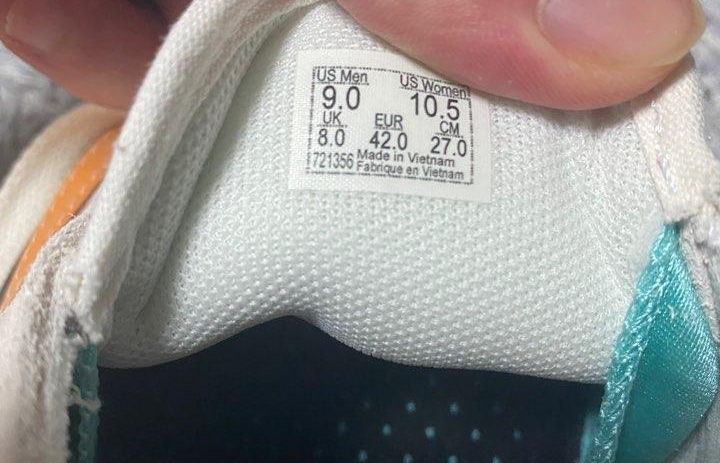 US Men US Women
9.0 10.5
UK EUR CM
8.0 42.0 27.0
721356 Made in Vietnam
Fabrique en Vietnam